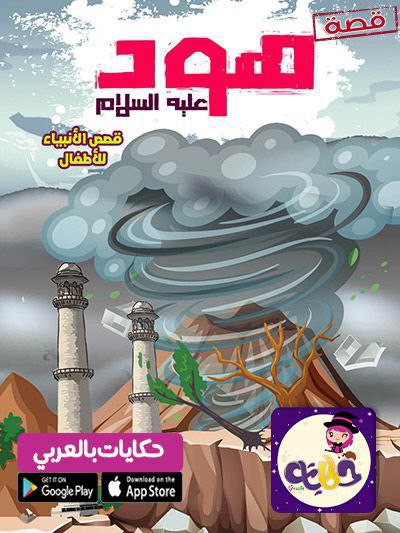 قصة
هود
عليه السلام
قصص الأنبياء
للأطفال
حكايات بالعربي
GET IT ON
Google Play
Download on the
App Store
حكايات